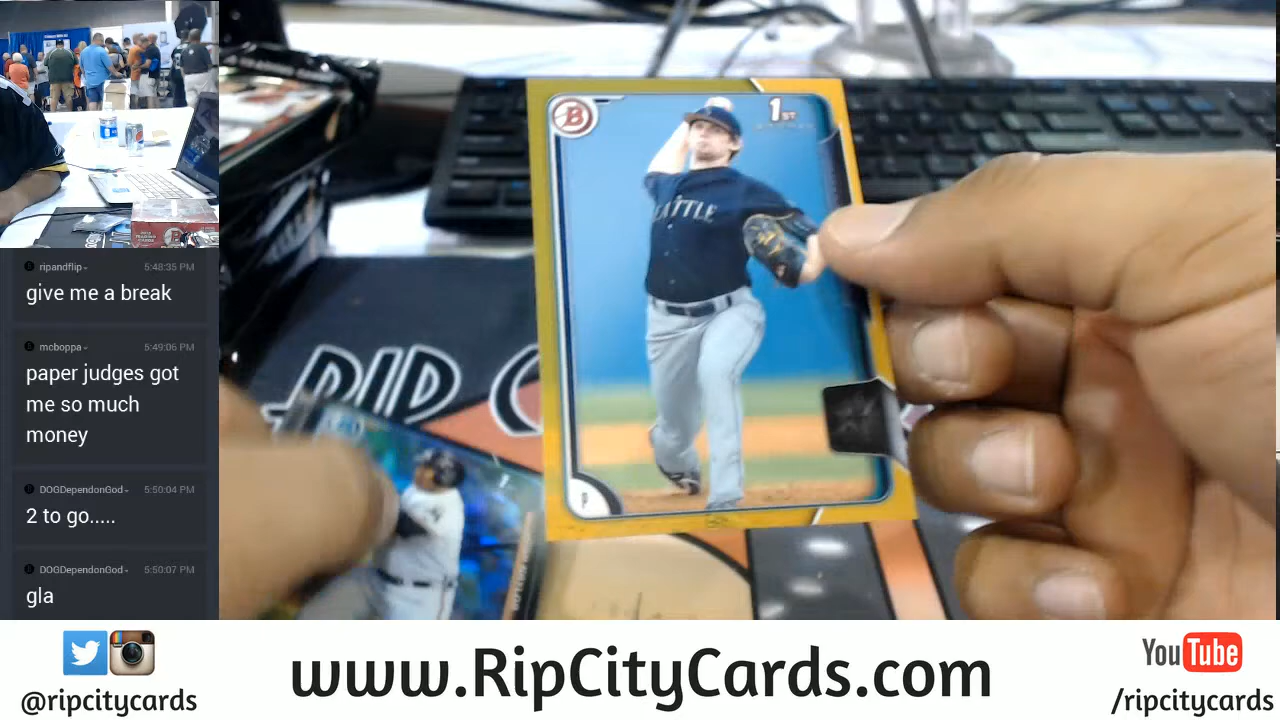 ripandflip 5:48:35 PM
give me a break
mcboppa 5:49:06 PM
paper judges got
me so much
money
DOGDependonGod 5:50:04 PM
2 to go.....
DOGDependonGod 5:50:07 PM
gla
B
1ST
SEATTLE
P
RIP C
@ripcitycards
www.RipCityCards.com
YouTube
/ripcitycards